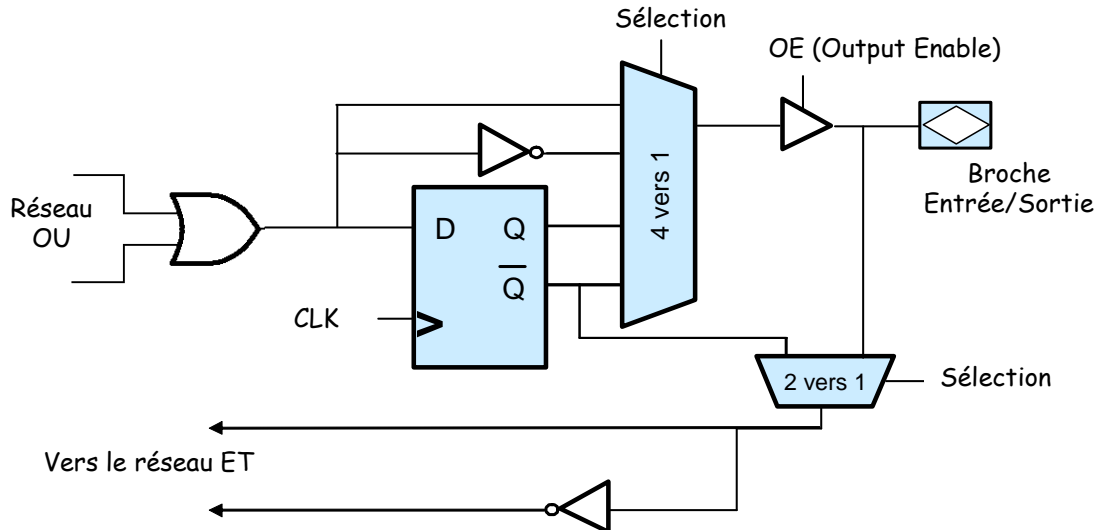 Sélection
OE (Output Enable)
4 vers 1
Broche
Entrée/Sortie
Réseau
OU
D Q
Q
CLK
2 vers 1
Sélection
Vers le réseau ET